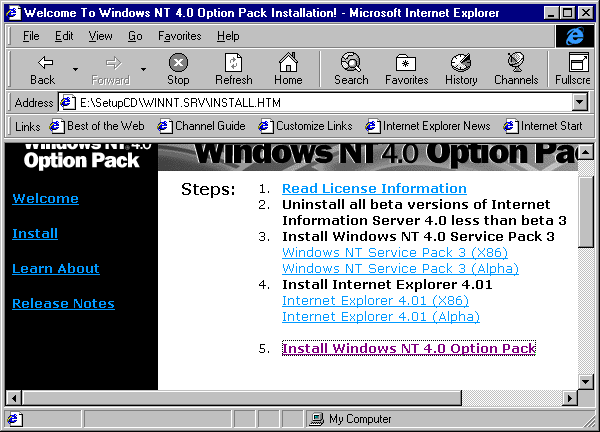 Welcome To Windows NT 4.0 Option Pack Installation! - Microsoft Internet Explorer
File Edit View Go Favorites Help
Back Forward Stop Refresh Home Search Favorites History Channels Fullscre
Address E:\SetupCD\WINNT.SRV\INSTALL.HTM
Links Best of the Web Channel Guide Customize Links Internet Explorer News Internet Start
Windows NT 4.0
Option Pack
Welcome
Install
Learn About
Release Notes
Windows NT 4.0 Option Pa
Steps:
1. Read License Information
2. Uninstall all beta versions of Internet
Information Server 4.0 less than beta 3
3. Install Windows NT 4.0 Service Pack 3
Windows NT Service Pack 3 (X86)
Windows NT Service Pack 3 (Alpha)
4. Install Internet Explorer 4.01
Internet Explorer 4.01 (X86)
Internet Explorer 4.01 (Alpha)
5. Install Windows NT 4.0 Option Pack
My Computer